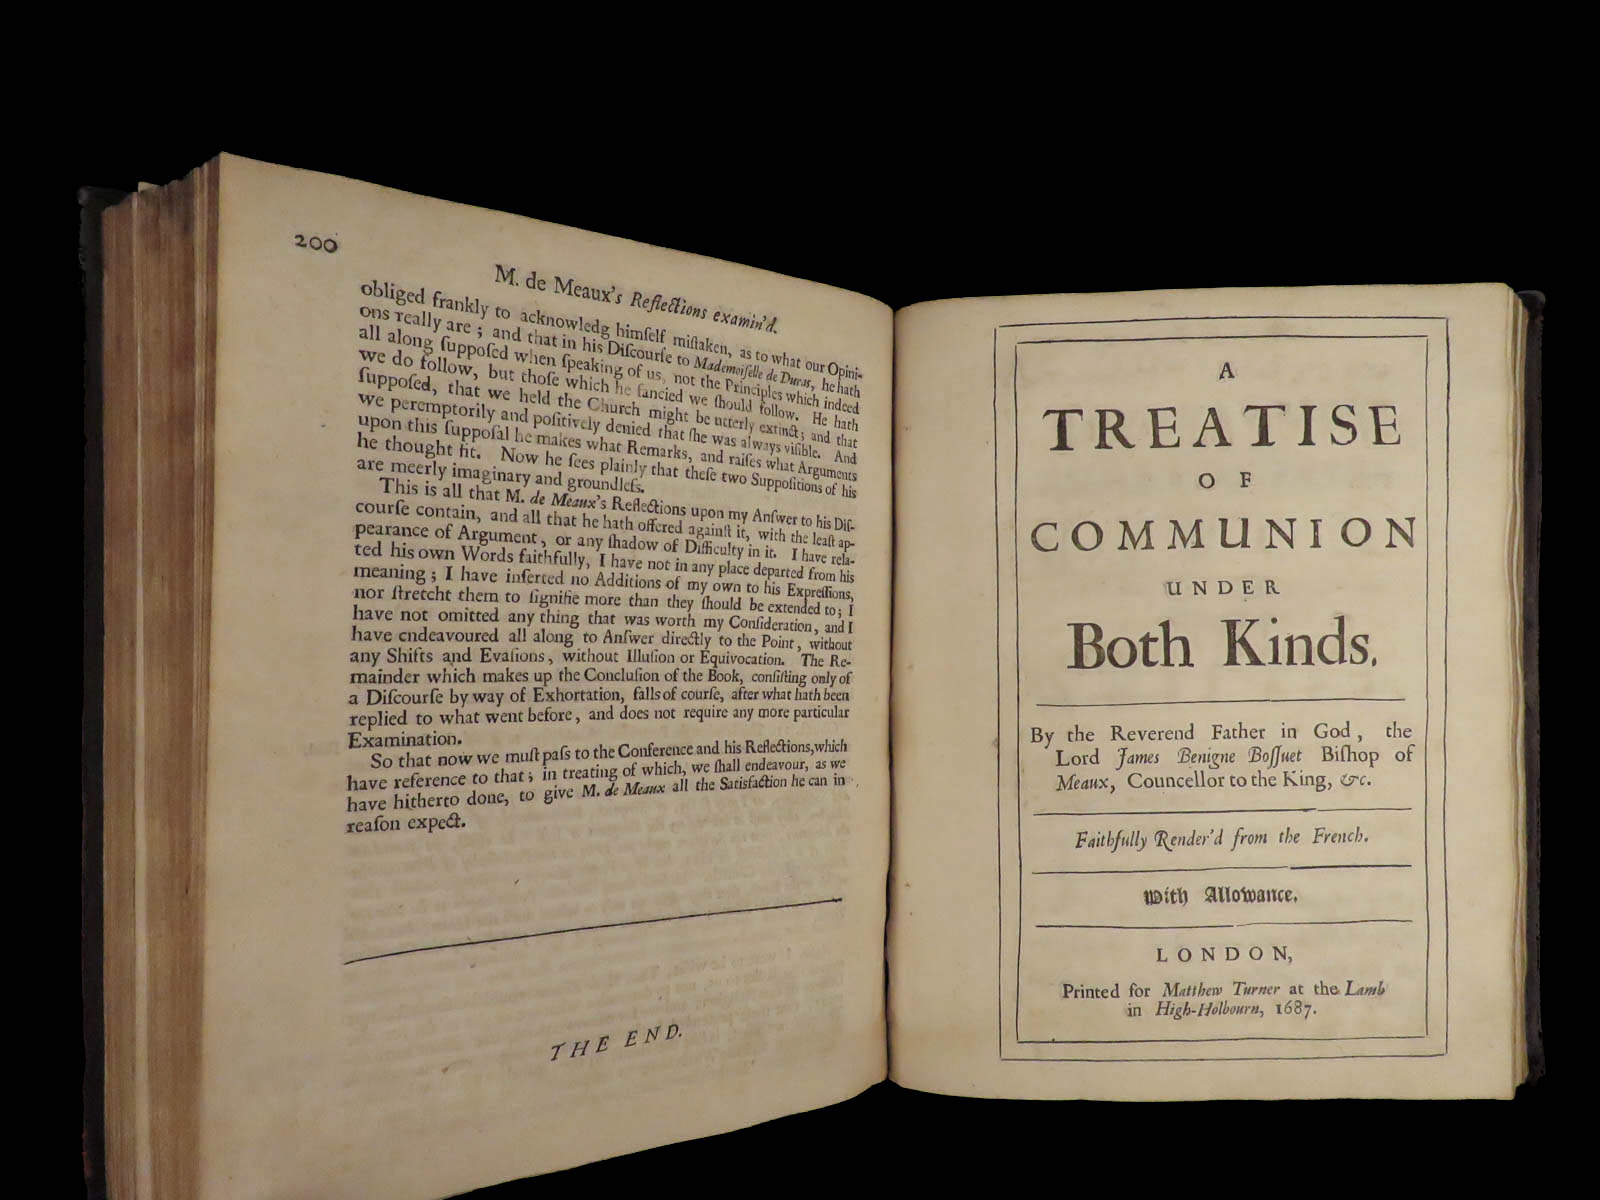 200
M. de Meaux's Reflections examin'd.
obliged frankly to acknowledg himſelf miſtaken, as to what our Opini-
ons really are; and that in his Diſcourſe to Mademoiſelle de Duras, he hath
all along ſuppoſed when ſpeaking of us, not the Principles which indeed
we do follow, but thoſe which he fancied we ſhould follow. He hath
ſuppoſed, that we held the Church might be utterly extinct; and that
we peremptorily and poſitively denied that ſhe was always viſible. And
upon this ſuppoſal he makes what Remarks, and raiſes what Arguments
he thought fit. Now he ſees plainly that theſe two Suppoſitions of his
are meerly imaginary and groundleſs.
This is all that M. de Meaux's Reflections upon my Anſwer to his Diſ-
courſe contain, and all that he hath offered againſt it, with the leaſt ap-
pearance of Argument, or any ſhadow of Difficulty in it. I have rela-
ted his own Words faithfully, I have not in any place departed from his
meaning; I have inſerted no Additions of my own to his Expreſſions,
nor ſtretcht them to ſignifie more than they ſhould be extended to; I
have not omitted any thing that was worth my Conſideration, and I
have endeavoured all along to Anſwer directly to the Point, without
any Shifts and Evaſions, without Illuſion or Equivocation. The Re-
mainder which makes up the Concluſion of the Book, conſiſting only of
a Diſcourſe by way of Exhortation, falls of courſe, after what hath been
replied to what went before, and does not require any more particular
Examination.
So that now we muſt paſs to the Conference and his Reflections, which
have reference to that; in treating of which, we ſhall endeavour, as we
have hitherto done, to give M. de Meaux all the Satisfaction he can in
reaſon expect.
THE END.
A
TREATISE
OF
COMMUNION
UNDER
Both Kinds.
By the Reverend Father in God, the
Lord James Benigne Boſſuet Biſhop of
Meaux, Councellor to the King, &c.
Faithfully Render'd from the French.
With Allowance.
LONDON,
Printed for Matthew Turner at the Lamb
in High-Holbourn, 1687.